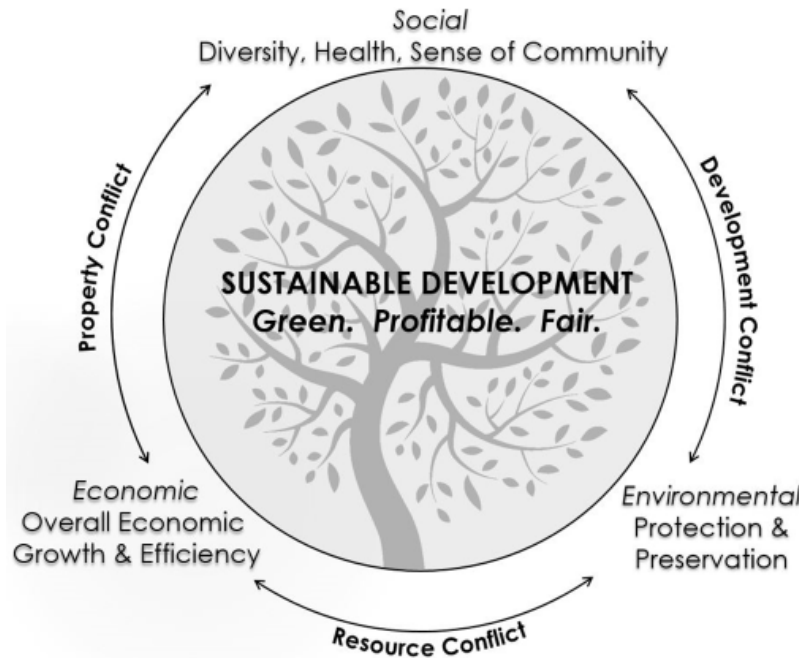 Social
Diversity, Health, Sense of Community
Property Conflict
Development Conflict
SUSTAINABLE DEVELOPMENT
Green. Profitable. Fair.
Economic
Overall Economic
Growth & Efficiency
Environmental
Protection &
Preservation
Resource Conflict